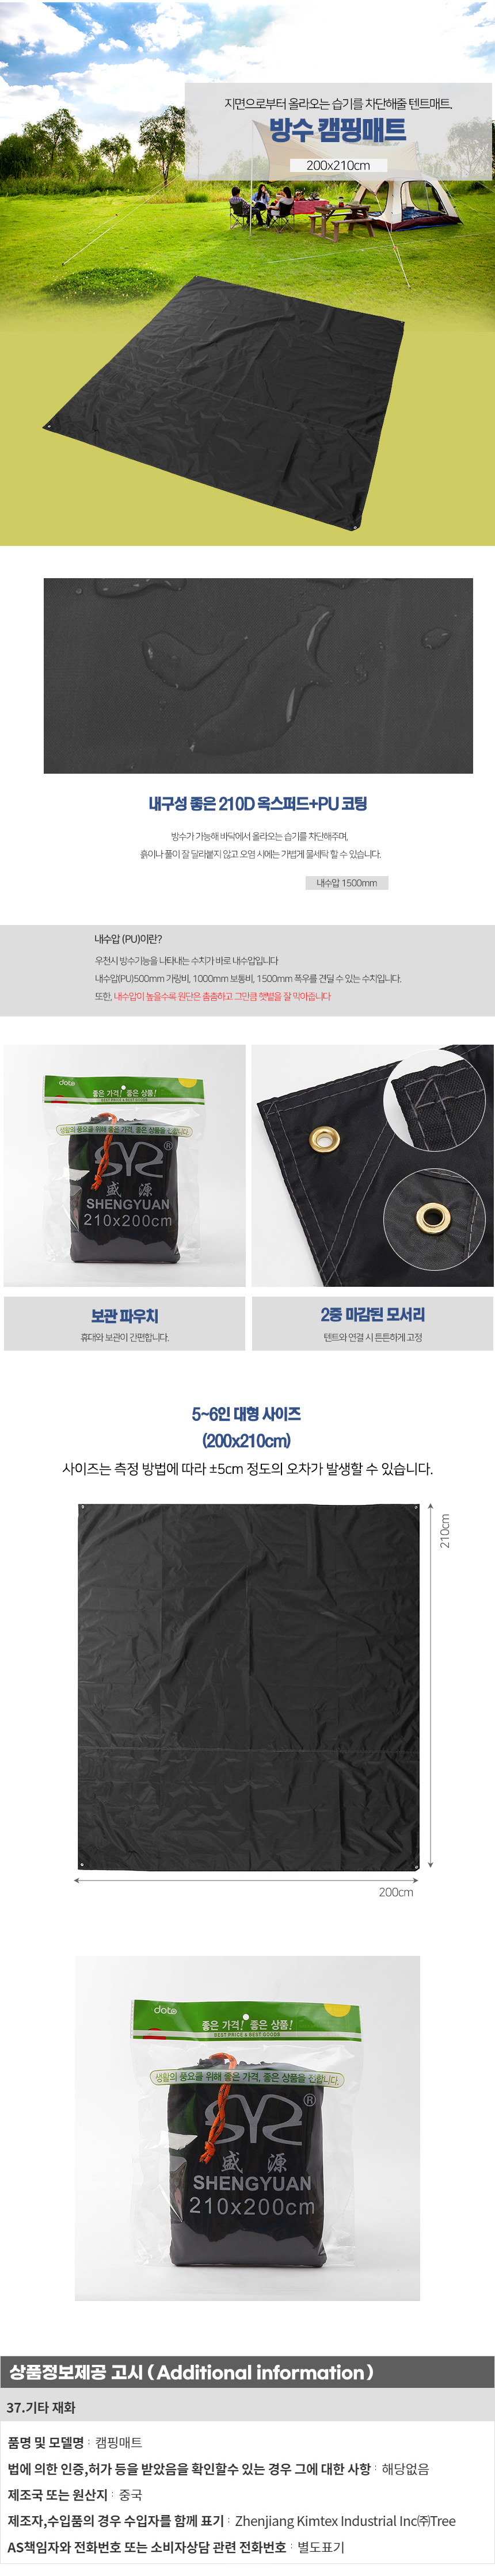 지면으로부터 올라오는 습기를 차단해줄 텐트매트.
방수 캠핑매트
200x210cm
내구성 좋은 210D 옥스퍼드+PU 코팅
방수가 가능해 바닥에서 올라오는 습기를 차단해주며,
흙이나 풀이 잘 달라붙지 않고 오염 시에는 가볍게 물세탁 할 수 있습니다.
내수압 1500mm
내수압 (PU)이란?
우천시 방수기능을 나타내는 수치가 바로 내수압입니다
내수압(PU)500mm 가랑비, 1000mm 보통비, 1500mm 폭우를 견딜 수 있는 수치입니다.
또한, 내수압이 높을수록 원단은 촘촘하고 그만큼 햇볕을 잘 막아줍니다
dota
좋은 가격! 좋은 상품!
BEST PRICE & BEST GOODS
생활의 풍요를 위해 좋은 가격, 좋은 상품을 전합니다.
®
盛源
SHENGYUAN
210x200cm
보관 파우치
휴대와 보관이 간편합니다.
2중 마감된 모서리
텐트와 연결 시 튼튼하게 고정
5~6인 대형 사이즈
(200x210cm)
사이즈는 측정 방법에 따라 ±5cm 정도의 오차가 발생할 수 있습니다.
210cm
200cm
dota
좋은 가격! 좋은 상품!
BEST PRICE & BEST GOODS
생활의 풍요를 위해 좋은 가격, 좋은 상품을 전합니다.
®
盛源
SHENGYUAN
210x200cm
상품정보제공 고시 ( Additional information )
37.기타 재화
품명 및 모델명 : 캠핑매트
법에 의한 인증,허가 등을 받았음을 확인할수 있는 경우 그에 대한 사항 : 해당없음
제조국 또는 원산지 : 중국
제조자,수입품의 경우 수입자를 함께 표기 : Zhenjiang Kimtex Industrial Inc㈜Tree
AS책임자와 전화번호 또는 소비자상담 관련 전화번호 : 별도표기